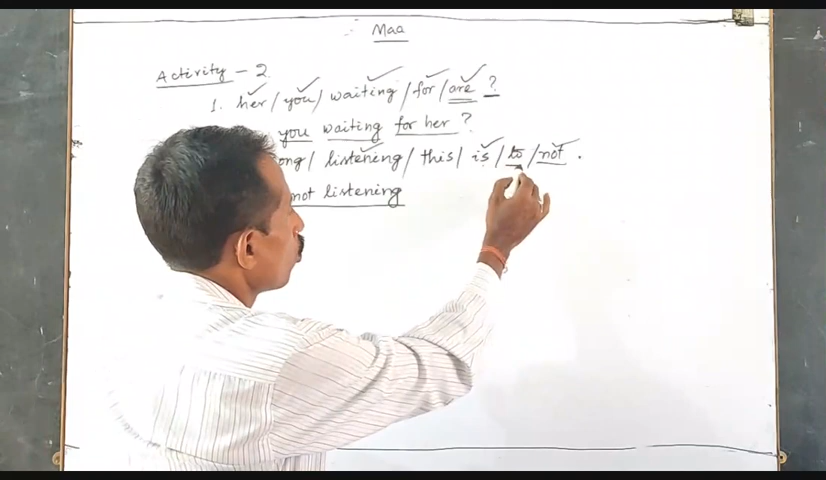 Maa
Activity - 2
1. her / you / waiting / for / are ?
you waiting for her ?
ong / listening / this / is / to / not .
not listening